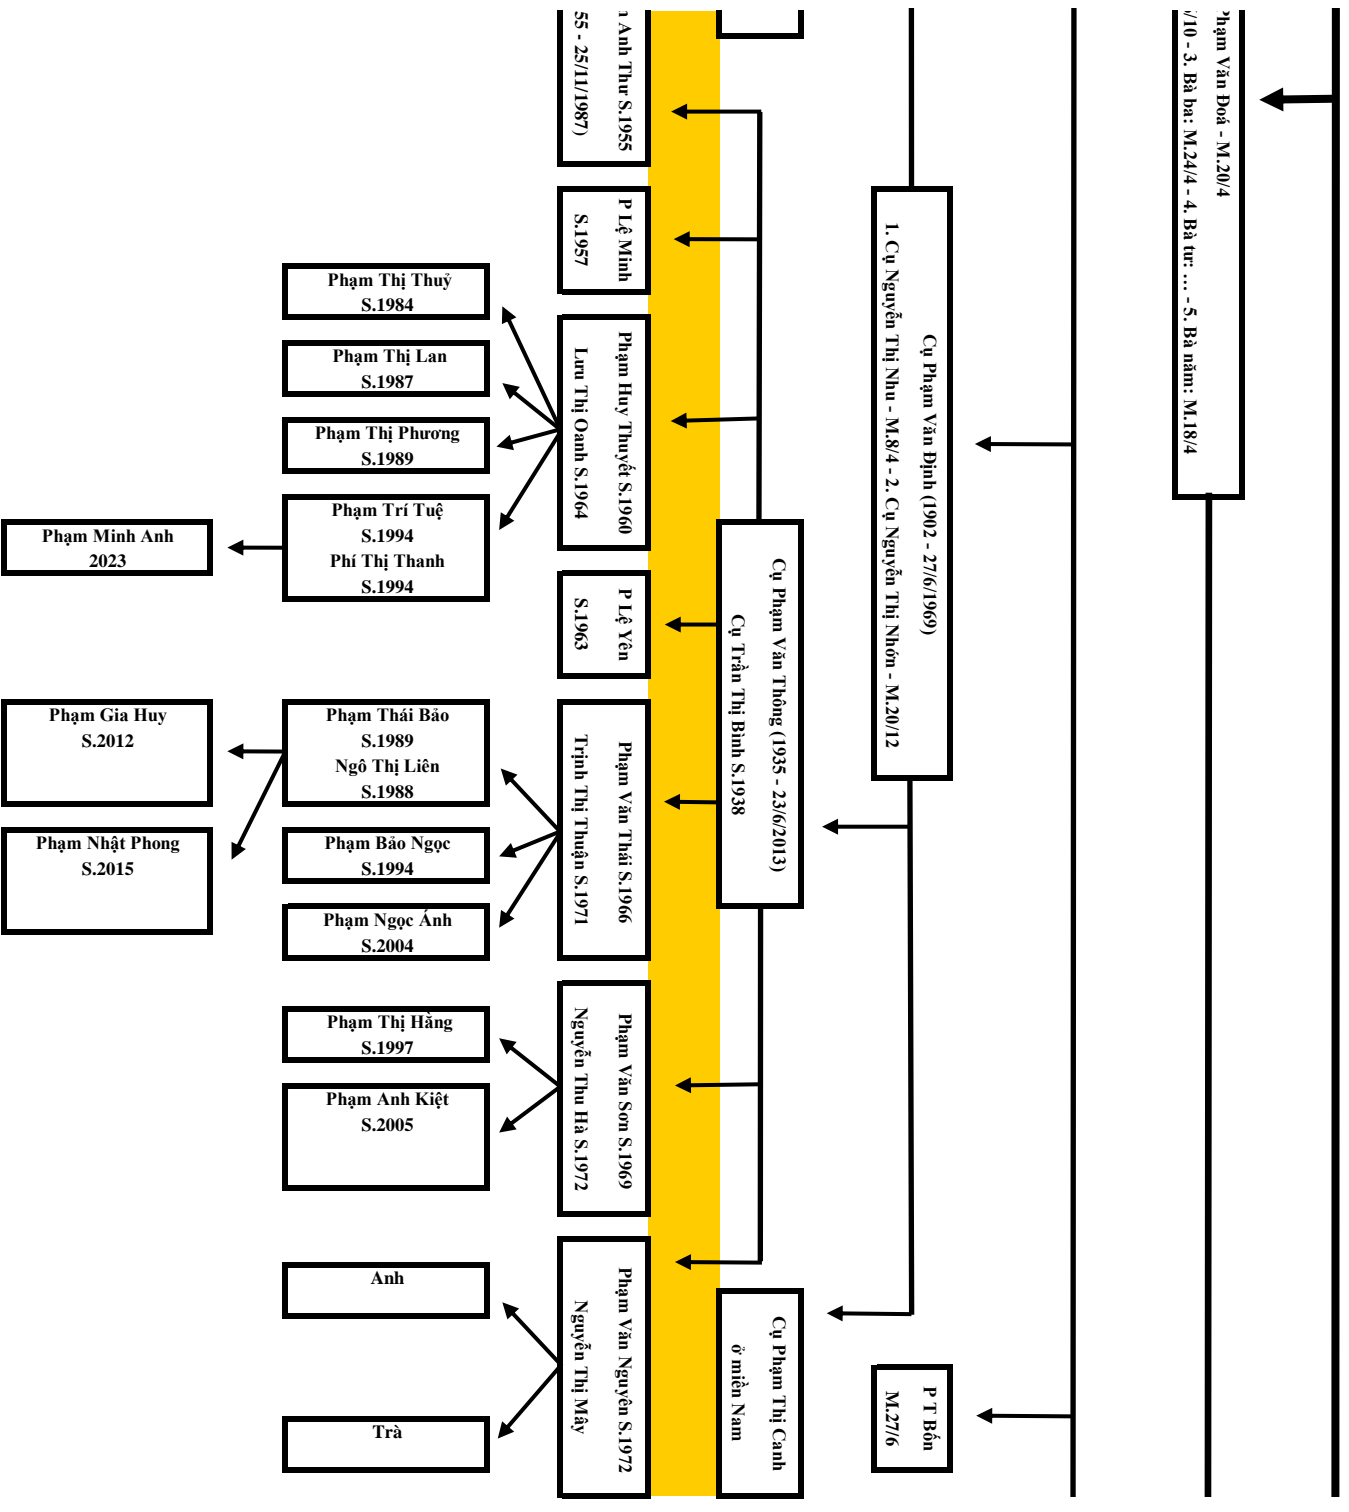 Phạm Văn Đoá - M.20/4
/10 - 3. Bà ba: M.24/4 - 4. Bà tư: … - 5. Bà năm: M.18/4
Cụ Phạm Văn Định (1902 - 27/6/1969)
1. Cụ Nguyễn Thị Nhu - M.8/4 - 2. Cụ Nguyễn Thị Nhớn - M.20/12
P T Bốn
M.27/6
Cụ Phạm Văn Thông (1935 - 23/6/2013)
Cụ Trần Thị Bình S.1938
Cụ Phạm Thị Canh
ở miền Nam
Anh Thư S.1955
55 - 25/11/1987)
P Lệ Minh
S.1957
Phạm Huy Thuyết S.1960
Lưu Thị Oanh S.1964
P Lệ Yên
S.1963
Phạm Văn Thái S.1966
Trịnh Thị Thuận S.1971
Phạm Văn Sơn S.1969
Nguyễn Thu Hà S.1972
Phạm Văn Nguyên S.1972
Nguyễn Thị Mây
Phạm Thị Thuỷ
S.1984
Phạm Thị Lan
S.1987
Phạm Thị Phương
S.1989
Phạm Trí Tuệ
S.1994
Phí Thị Thanh
S.1994
Phạm Minh Anh
2023
Phạm Thái Bảo
S.1989
Ngô Thị Liên
S.1988
Phạm Gia Huy
S.2012
Phạm Nhật Phong
S.2015
Phạm Bảo Ngọc
S.1994
Phạm Ngọc Ánh
S.2004
Phạm Thị Hằng
S.1997
Phạm Anh Kiệt
S.2005
Anh
Trà